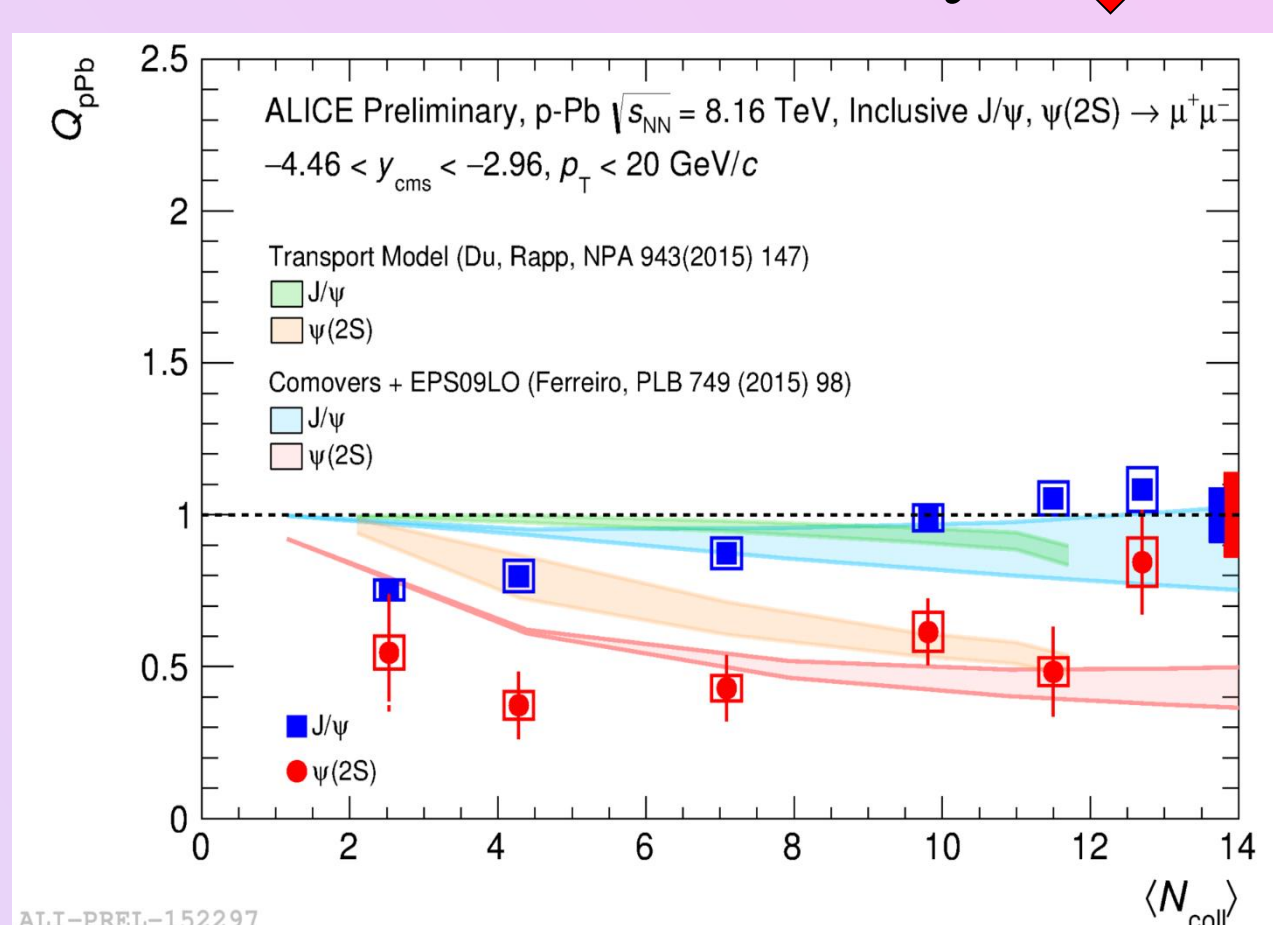 Q_pPb
2.5
2
1.5
1
0.5
0
ALICE Preliminary, p-Pb √s_NN = 8.16 TeV, Inclusive J/ψ, ψ(2S) → μ⁺μ⁻
−4.46 < y_cms < −2.96, p_T < 20 GeV/c
Transport Model (Du, Rapp, NPA 943(2015) 147)
J/ψ
ψ(2S)
Comovers + EPS09LO (Ferreiro, PLB 749 (2015) 98)
J/ψ
ψ(2S)
J/ψ
ψ(2S)
0 2 4 6 8 10 12 14
⟨N_coll⟩
ALI-PREL-152297